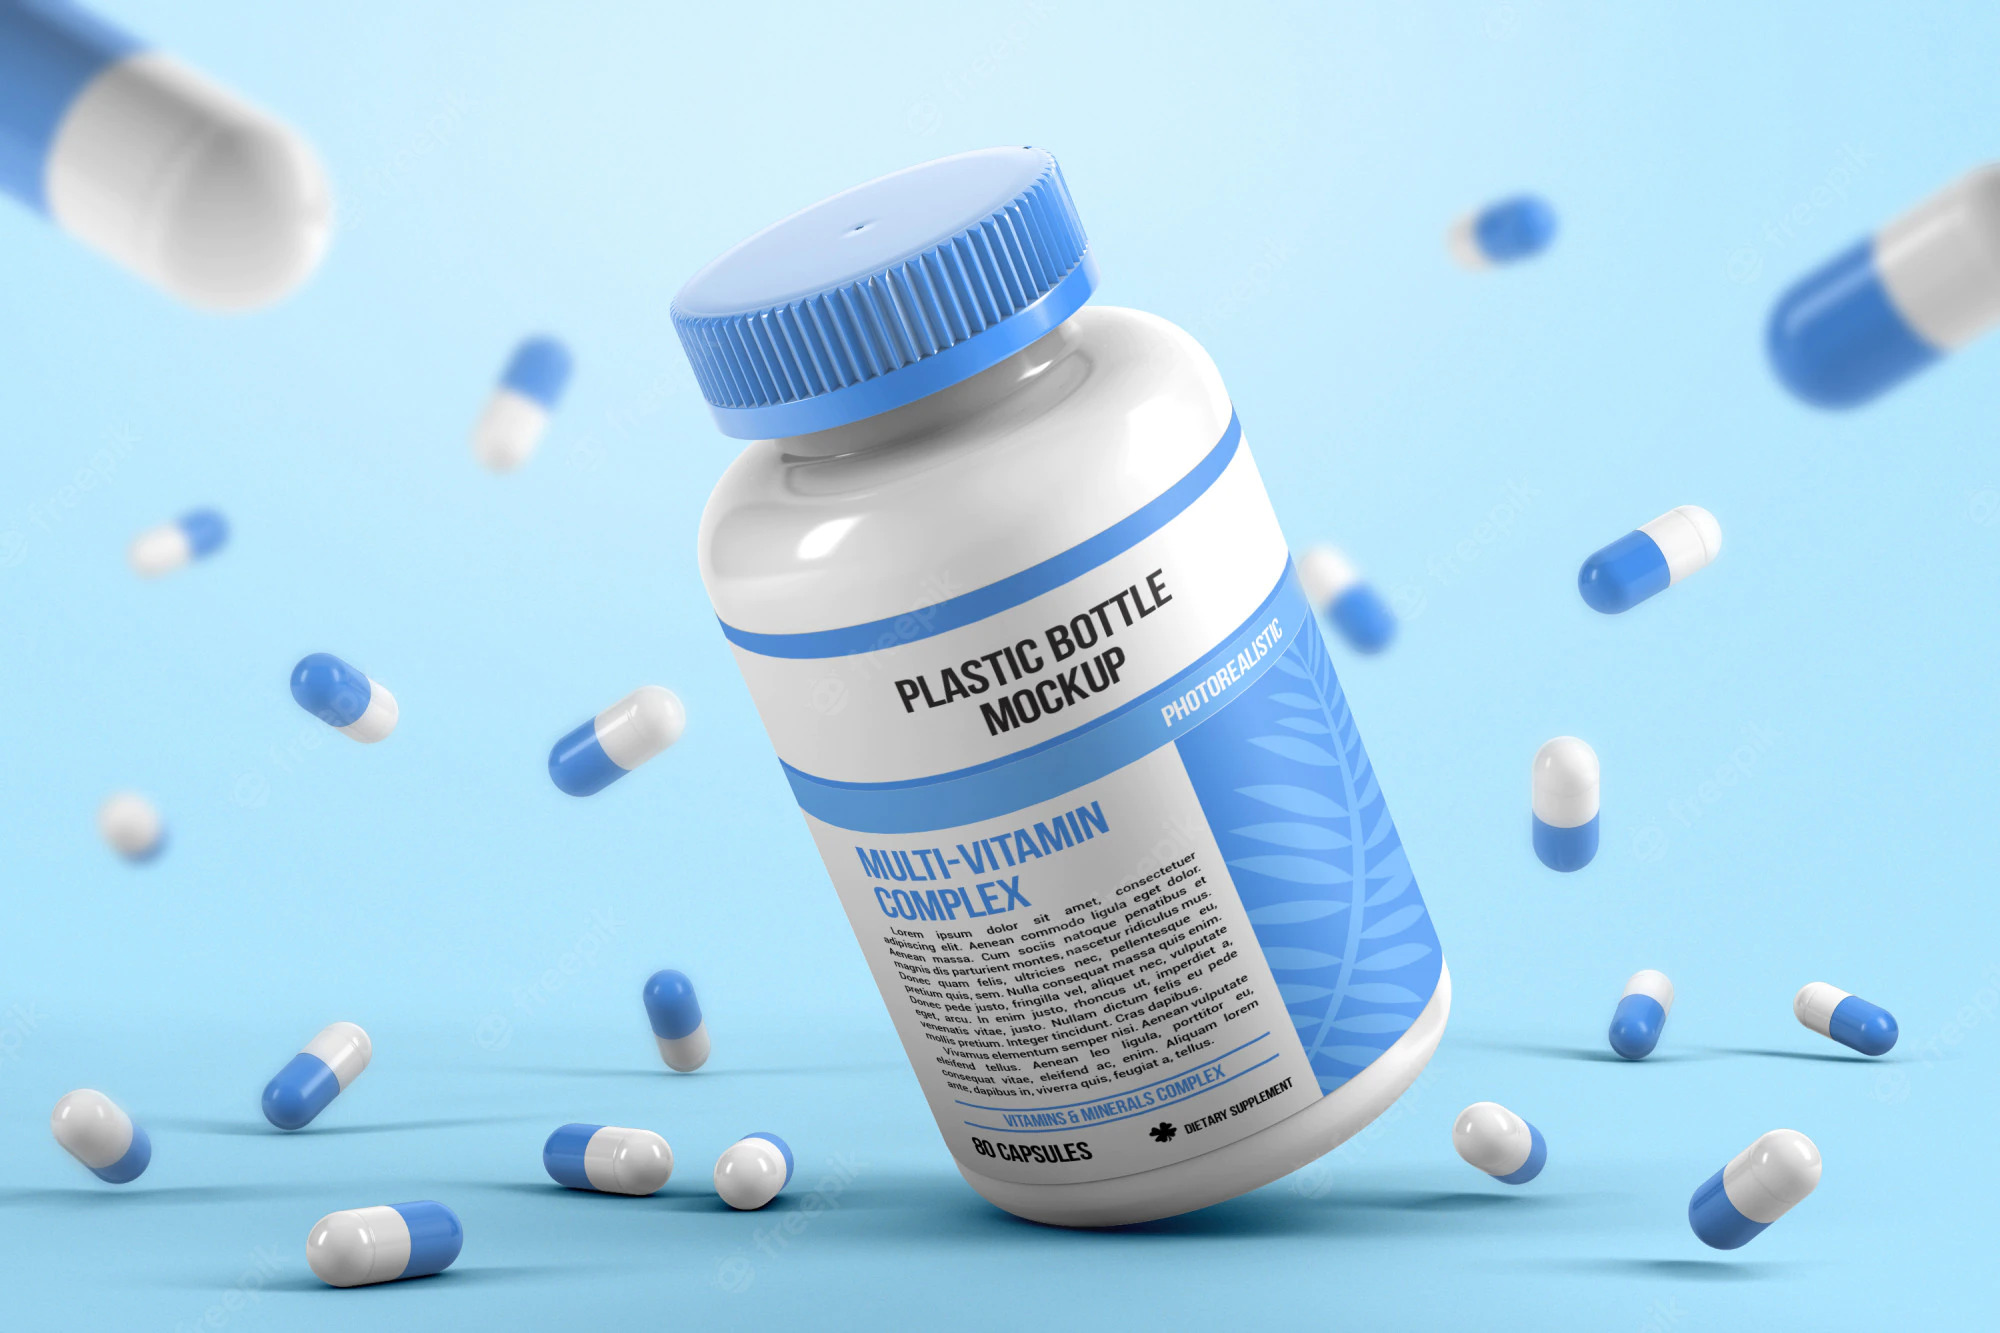 PLASTIC BOTTLE
MOCKUP
PHOTOREALISTIC
MULTI-VITAMIN
COMPLEX
Lorem ipsum dolor sit amet, consectetuer
adipiscing elit. Aenean commodo ligula eget dolor.
Aenean massa. Cum sociis natoque penatibus et
magnis dis parturient montes, nascetur ridiculus mus.
Donec quam felis, ultricies nec, pellentesque eu,
pretium quis, sem. Nulla consequat massa quis enim.
Donec pede justo, fringilla vel, aliquet nec, vulputate
eget, arcu. In enim justo, rhoncus ut, imperdiet a,
venenatis vitae, justo. Nullam dictum felis eu pede
mollis pretium. Integer tincidunt. Cras dapibus.
Vivamus elementum semper nisi. Aenean vulputate
eleifend tellus. Aenean leo ligula, porttitor eu,
consequat vitae, eleifend ac, enim. Aliquam lorem
ante, dapibus in, viverra quis, feugiat a, tellus.
VITAMINS & MINERALS COMPLEX
80 CAPSULES
DIETARY SUPPLEMENT
freepik